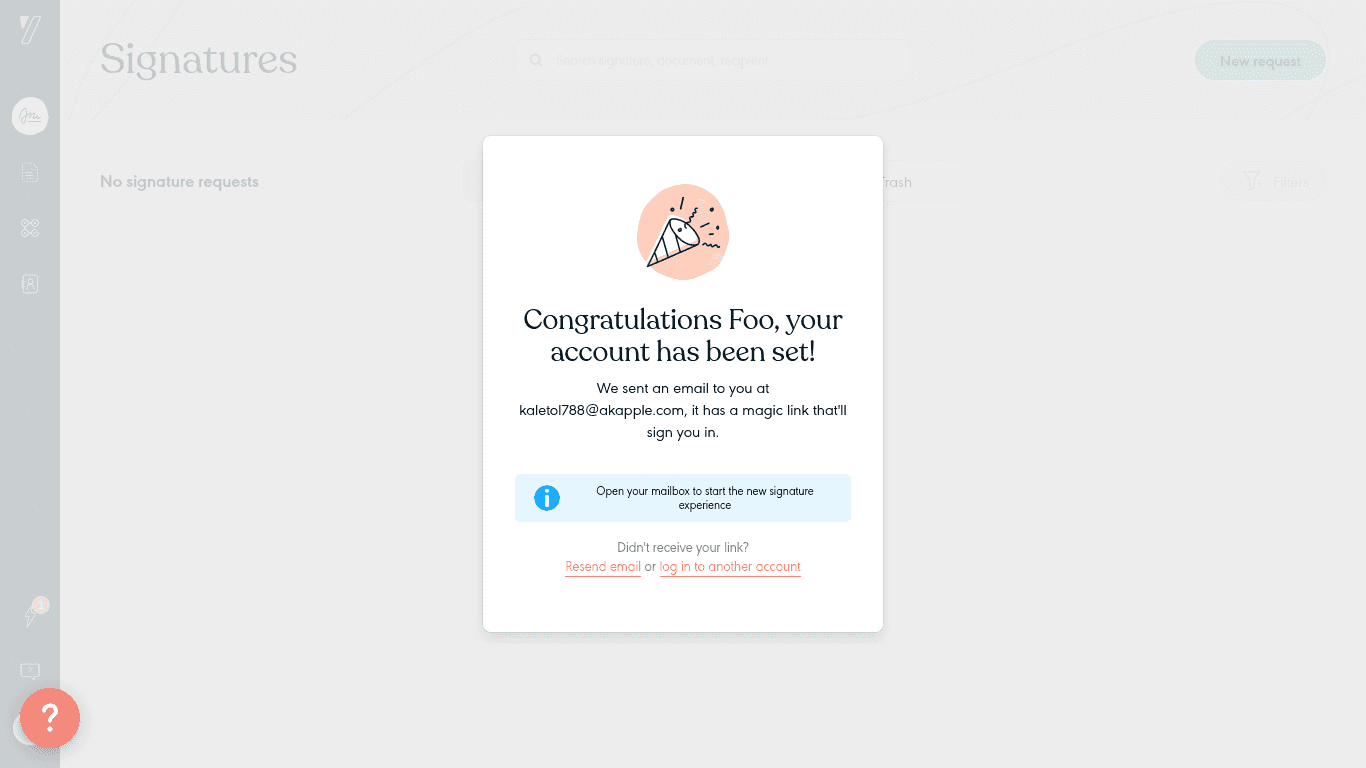 Signatures
Search signature, document, recipient
New request
No signature requests
Trash
Filters
Congratulations Foo, your
account has been set!
We sent an email to you at
kaletol788@akapple.com, it has a magic link that'll
sign you in.
Open your mailbox to start the new signature
experience
Didn't receive your link?
Resend email or log in to another account
1
?